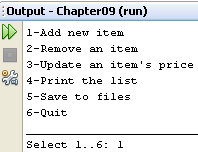 Output - Chapter09 (run)
1-Add new item
2-Remove an item
3-Update an item's price
4-Print the list
5-Save to files
6-Quit
Select 1..6: 1